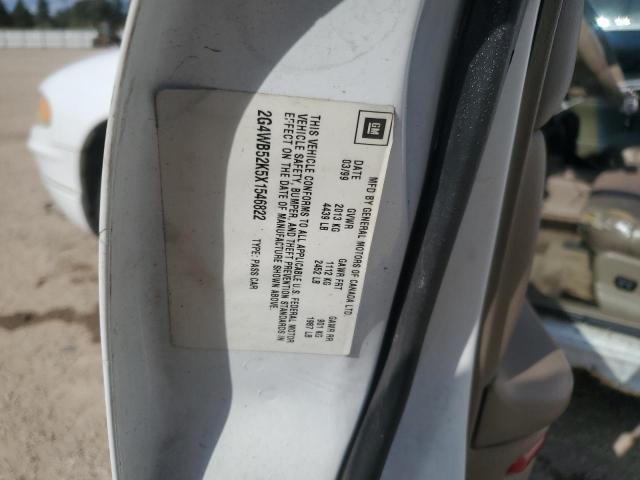 GM
MFD BY GENERAL MOTORS OF CANADA LTD
DATE GVWR GAWR FRT GAWR RR
03/99 2013 KG 1112 KG 901 KG
4439 LB 2452 LB 1987 LB
THIS VEHICLE CONFORMS TO ALL APPLICABLE U.S. FEDERAL MOTOR
VEHICLE SAFETY, BUMPER, AND THEFT PREVENTION STANDARDS IN
EFFECT ON THE DATE OF MANUFACTURE SHOWN ABOVE.
2G4WB52K5X1546822 TYPE: PASS CAR